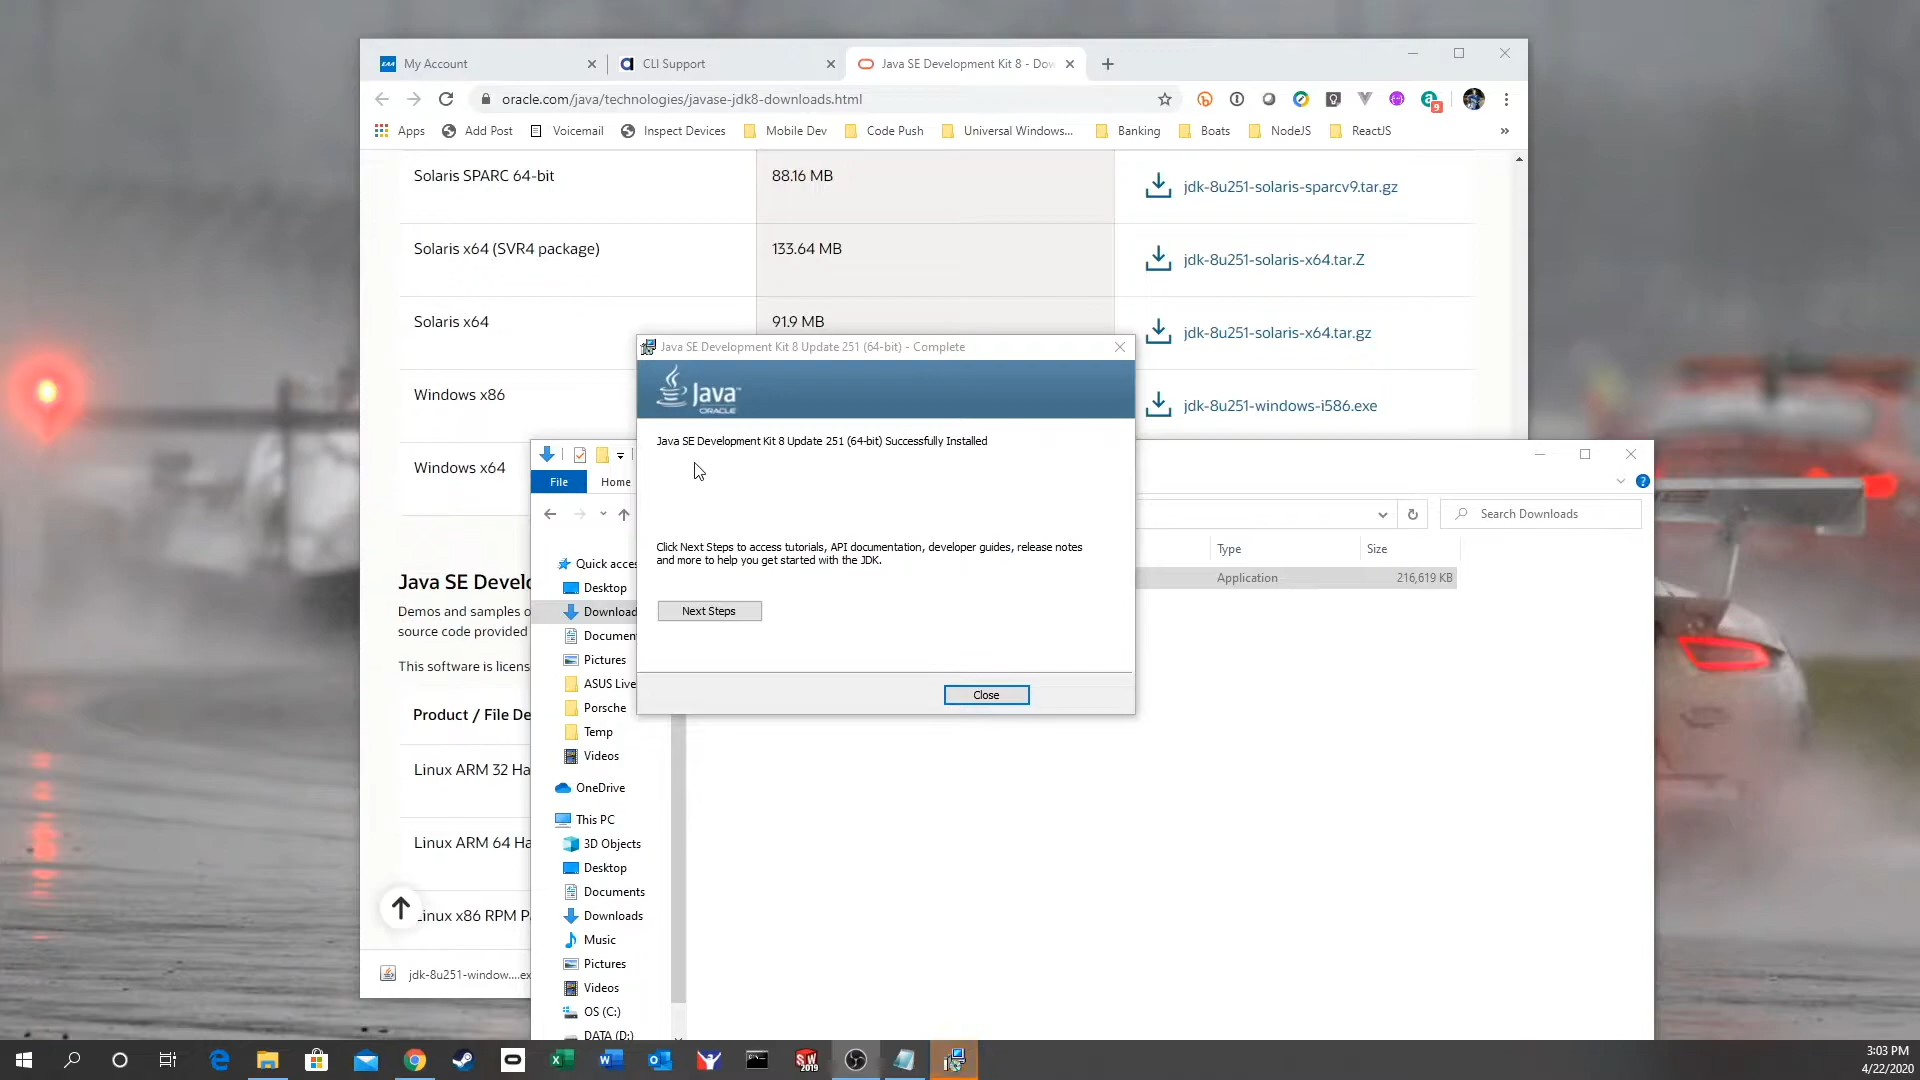 My Account
CLI Support
Java SE Development Kit 8 - Dow
oracle.com/java/technologies/javase-jdk8-downloads.html
9
Apps
Add Post
Voicemail
Inspect Devices
Mobile Dev
Code Push
Universal Windows...
Banking
Boats
NodeJS
ReactJS
»
Solaris SPARC 64-bit
88.16 MB
jdk-8u251-solaris-sparcv9.tar.gz
Solaris x64 (SVR4 package)
133.64 MB
jdk-8u251-solaris-x64.tar.Z
Solaris x64
91.9 MB
jdk-8u251-solaris-x64.tar.gz
Windows x86
jdk-8u251-windows-i586.exe
Windows x64
Java SE Develo
Demos and samples o
source code provided
This software is licens
Product / File De
Linux ARM 32 Ha
Linux ARM 64 Ha
Linux x86 RPM P
jdk-8u251-window....ex
Java SE Development Kit 8 Update 251 (64-bit) - Complete
Java™
ORACLE
Java SE Development Kit 8 Update 251 (64-bit) Successfully Installed
Click Next Steps to access tutorials, API documentation, developer guides, release notes
and more to help you get started with the JDK.
Next Steps
Close
File
Home
Search Downloads
Type
Size
Application
216,619 KB
Quick acces
Desktop
Download
Documen
Pictures
ASUS Live
Porsche
Temp
Videos
OneDrive
This PC
3D Objects
Desktop
Documents
Downloads
Music
Pictures
Videos
OS (C:)
DATA (D:)
SW
2019
3:03 PM
4/22/2020